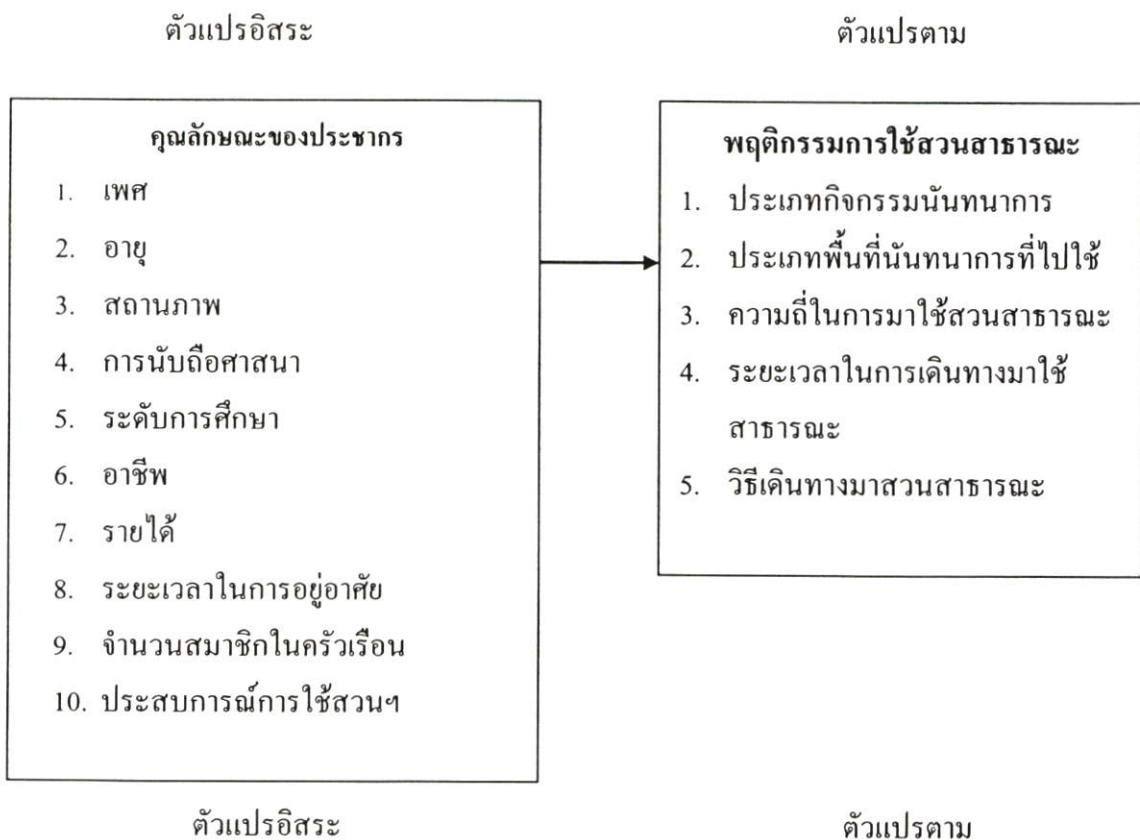 ตัวแปรอิสระ
ตัวแปรตาม
คุณลักษณะของประชากร
1. เพศ
2. อายุ
3. สถานภาพ
4. การนับถือศาสนา
5. ระดับการศึกษา
6. อาชีพ
7. รายได้
8. ระยะเวลาในการอยู่อาศัย
9. จำนวนสมาชิกในครัวเรือน
10. ประสบการณ์การใช้สวนฯ
พฤติกรรมการใช้สวนสาธารณะ
1. ประเภทกิจกรรมนันทนาการ
2. ประเภทพื้นที่นันทนาการที่ไปใช้
3. ความถี่ในการมาใช้สวนสาธารณะ
4. ระยะเวลาในการเดินทางมาใช้
สาธารณะ
5. วิธีเดินทางมาสวนสาธารณะ
ตัวแปรอิสระ
ตัวแปรตาม